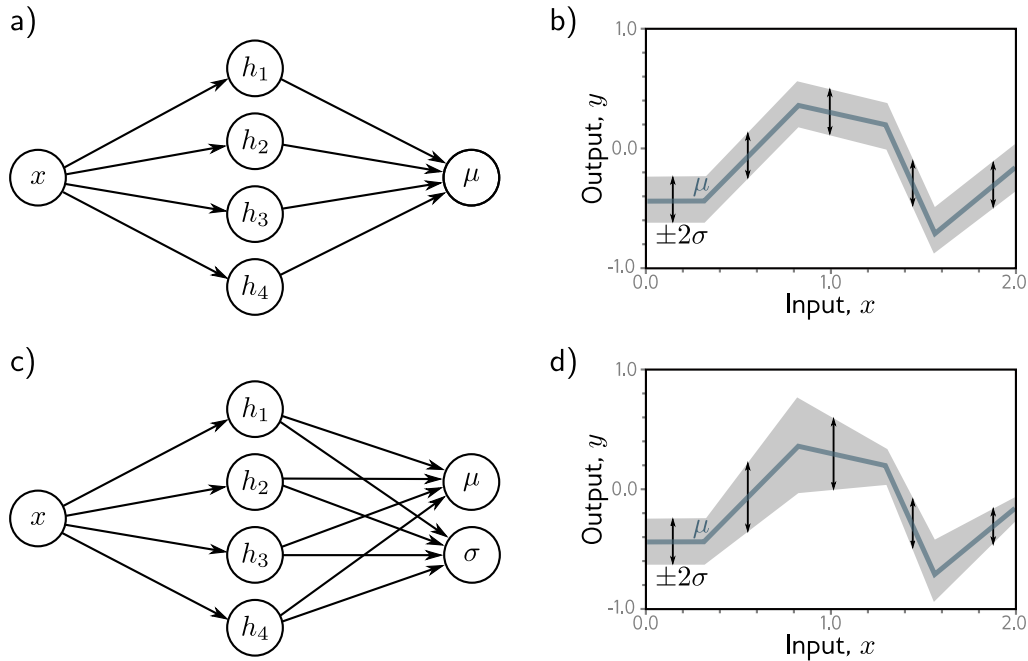 a)
x
h₁
h₂
h₃
h₄
μ
b)
Output, y
1.0
0.0
-1.0
μ
±2σ
0.0
1.0
2.0
Input, x
c)
x
h₁
h₂
h₃
h₄
μ
σ
d)
Output, y
1.0
0.0
-1.0
μ
±2σ
0.0
1.0
2.0
Input, x